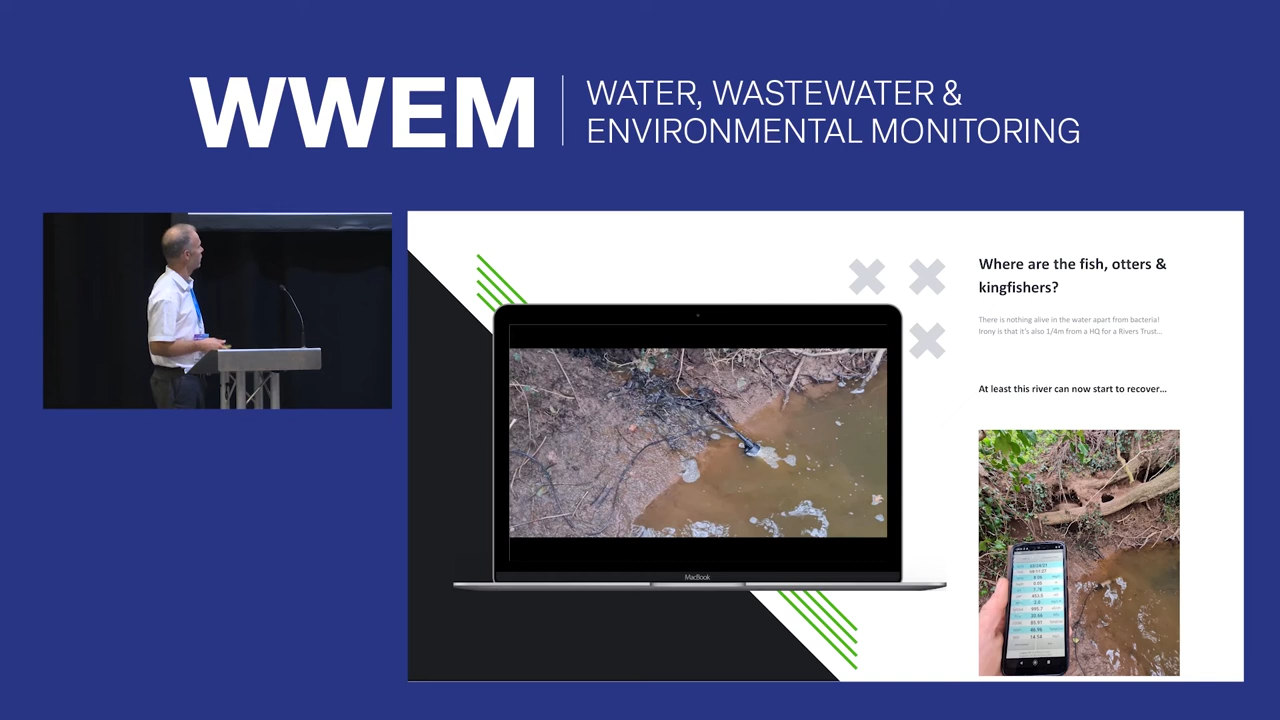 WWEM
WATER, WASTEWATER &
ENVIRONMENTAL MONITORING
Where are the fish, otters &
kingfishers?
There is nothing alive in the water apart from bacteria!
Irony is that it's also 1/4m from a HQ for a Rivers Trust...
At least this river can now start to recover...
MacBook